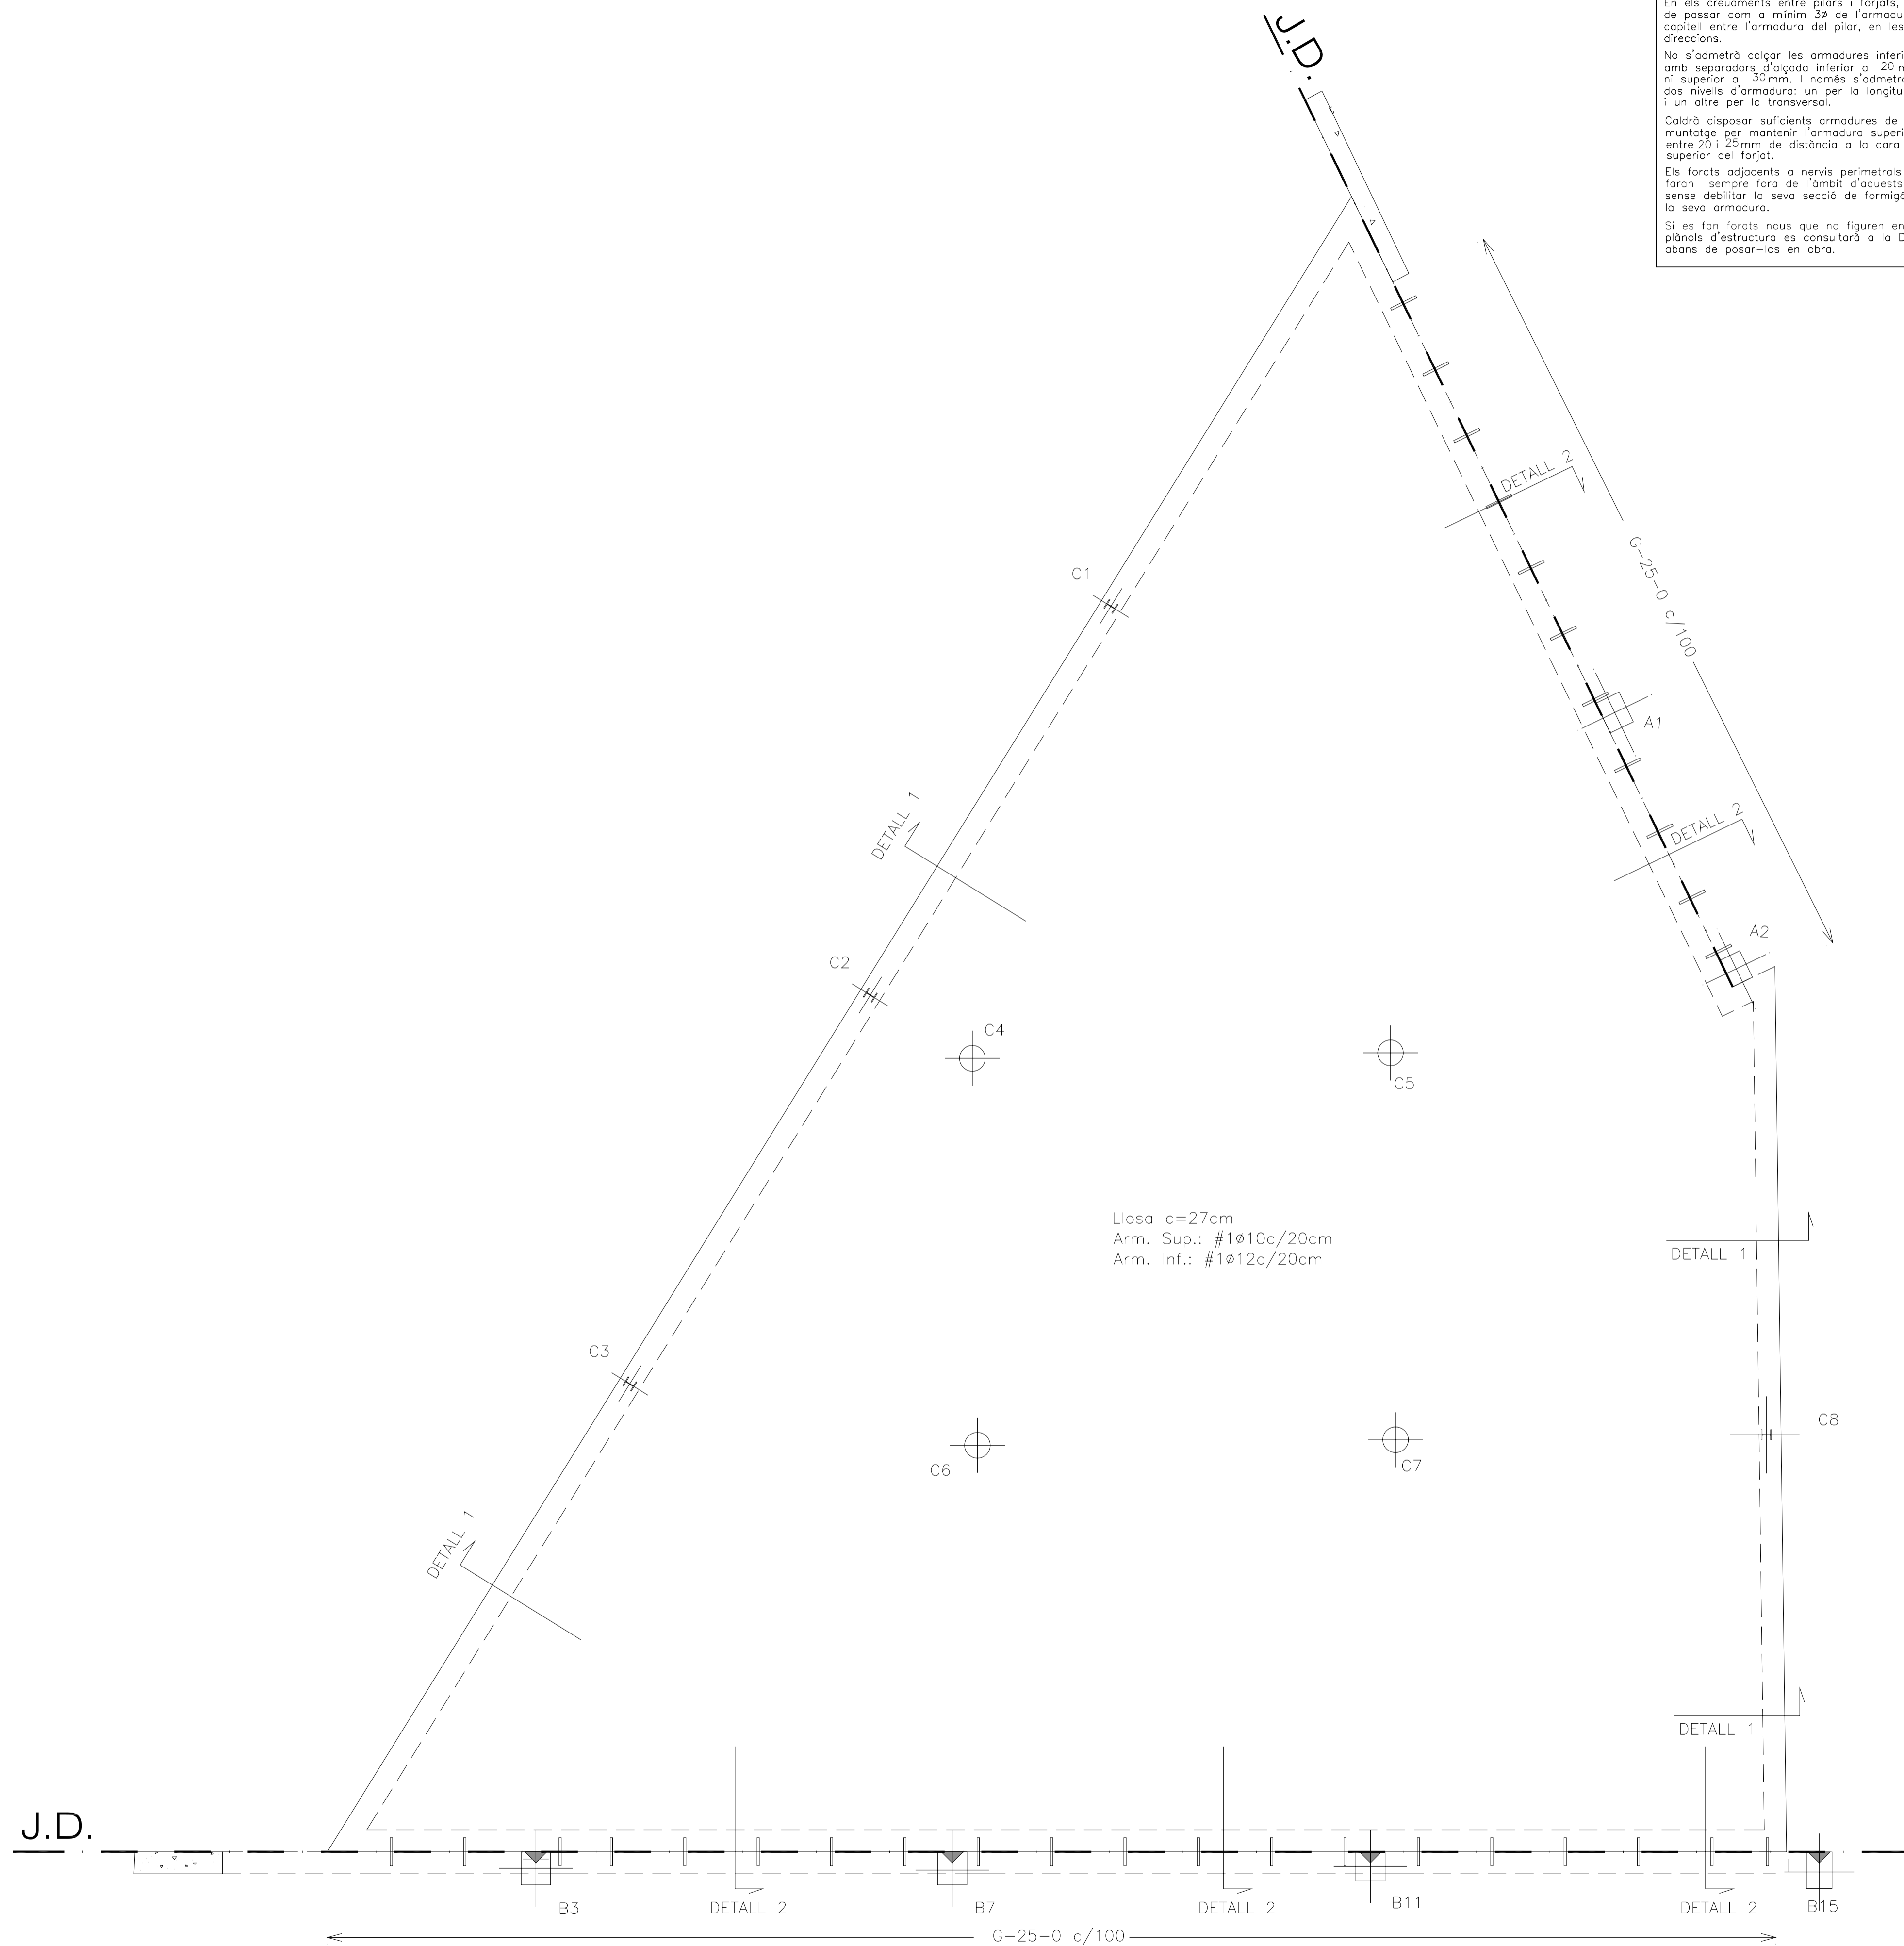 En els creuaments entre pilars i forjats,
de passar com a mínim 3ø de l'armadu
capitell entre l'armadura del pilar, en les
direccions.
No s'admetrà calçar les armadures inferi
amb separadors d'alçada inferior a 20 m
ni superior a 30mm. I només s'admetr
dos nivells d'armadura: un per la longitu
i un altre per la transversal.
Caldrà disposar suficients armadures de
muntatge per mantenir l'armadura superi
entre 20 i 25mm de distància a la cara
superior del forjat.
Els forats adjacents a nervis perimetrals
faran sempre fora de l'àmbit d'aquests
sense debilitar la seva secció de formigó
la seva armadura.
Si es fan forats nous que no figuren en
plànols d'estructura es consultarà a la D
abans de posar-los en obra.
J.D.
DETALL 2
G-25-0 c/100
C1
A1
DETALL 1
DETALL 2
A2
C2
C4
C5
Llosa c=27cm
Arm. Sup.: #1ø10c/20cm
Arm. Inf.: #1ø12c/20cm
DETALL 1
C3
C8
C6
C7
DETALL 1
DETALL 1
J.D.
B3
DETALL 2
B7
DETALL 2
B11
DETALL 2
B15
G-25-0 c/100